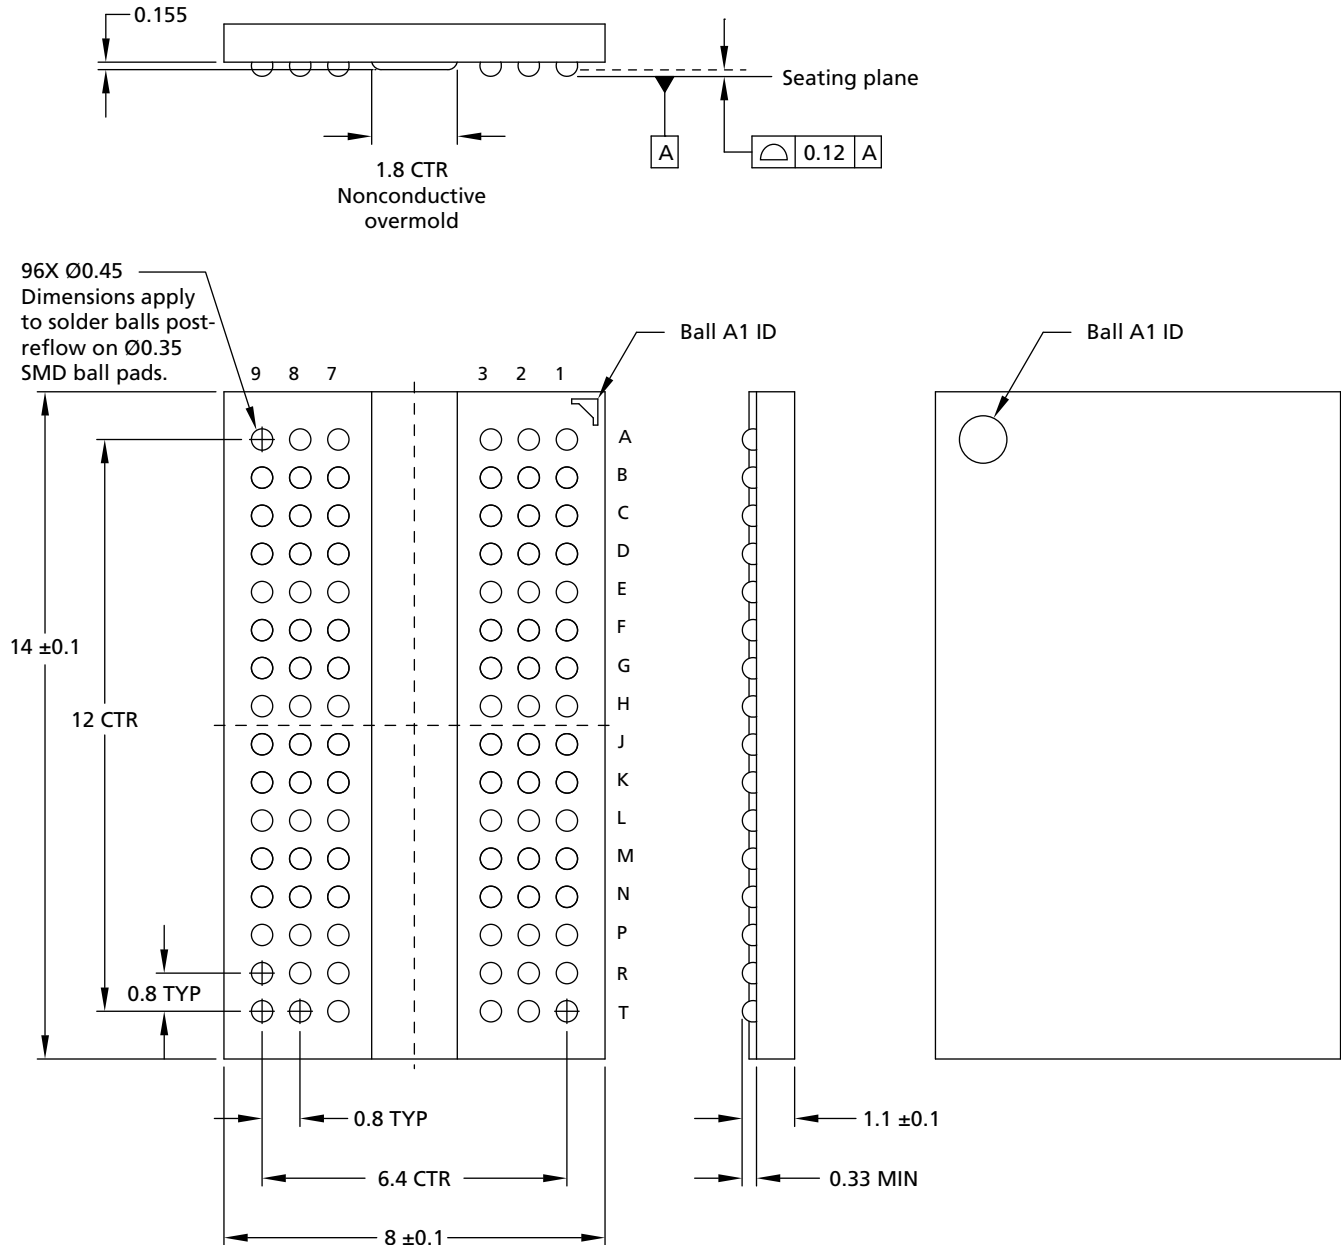 0.155
Seating plane
A
0.12 A
1.8 CTR
Nonconductive
overmold
96X Ø0.45
Dimensions apply
to solder balls post-
reflow on Ø0.35
SMD ball pads.
Ball A1 ID
Ball A1 ID
9 8 7 3 2 1
A
B
C
D
E
F
G
H
J
K
L
M
N
P
R
T
14 ±0.1
12 CTR
0.8 TYP
0.8 TYP
1.1 ±0.1
6.4 CTR
0.33 MIN
8 ±0.1